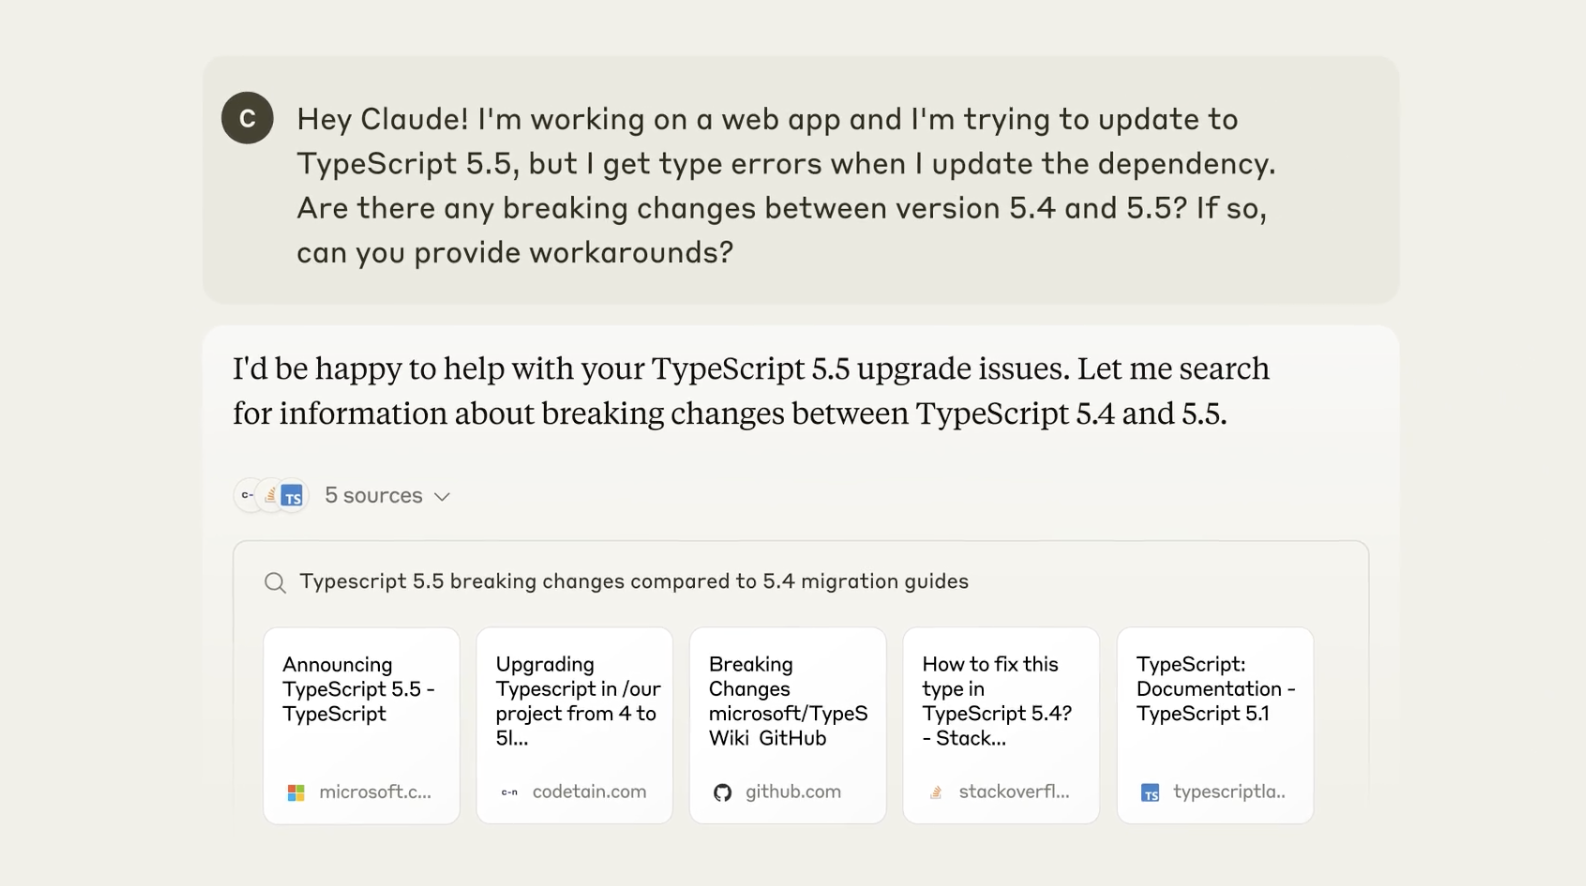 C
Hey Claude! I'm working on a web app and I'm trying to update to
TypeScript 5.5, but I get type errors when I update the dependency.
Are there any breaking changes between version 5.4 and 5.5? If so,
can you provide workarounds?
I'd be happy to help with your TypeScript 5.5 upgrade issues. Let me search
for information about breaking changes between TypeScript 5.4 and 5.5.
c-
TS
5 sources
Typescript 5.5 breaking changes compared to 5.4 migration guides
Announcing
TypeScript 5.5 -
TypeScript
microsoft.c...
Upgrading
Typescript in /our
project from 4 to
5l...
c-n
codetain.com
Breaking
Changes
microsoft/TypeS
Wiki GitHub
github.com
How to fix this
type in
TypeScript 5.4?
- Stack...
stackoverfl...
TypeScript:
Documentation -
TypeScript 5.1
TS
typescriptla..